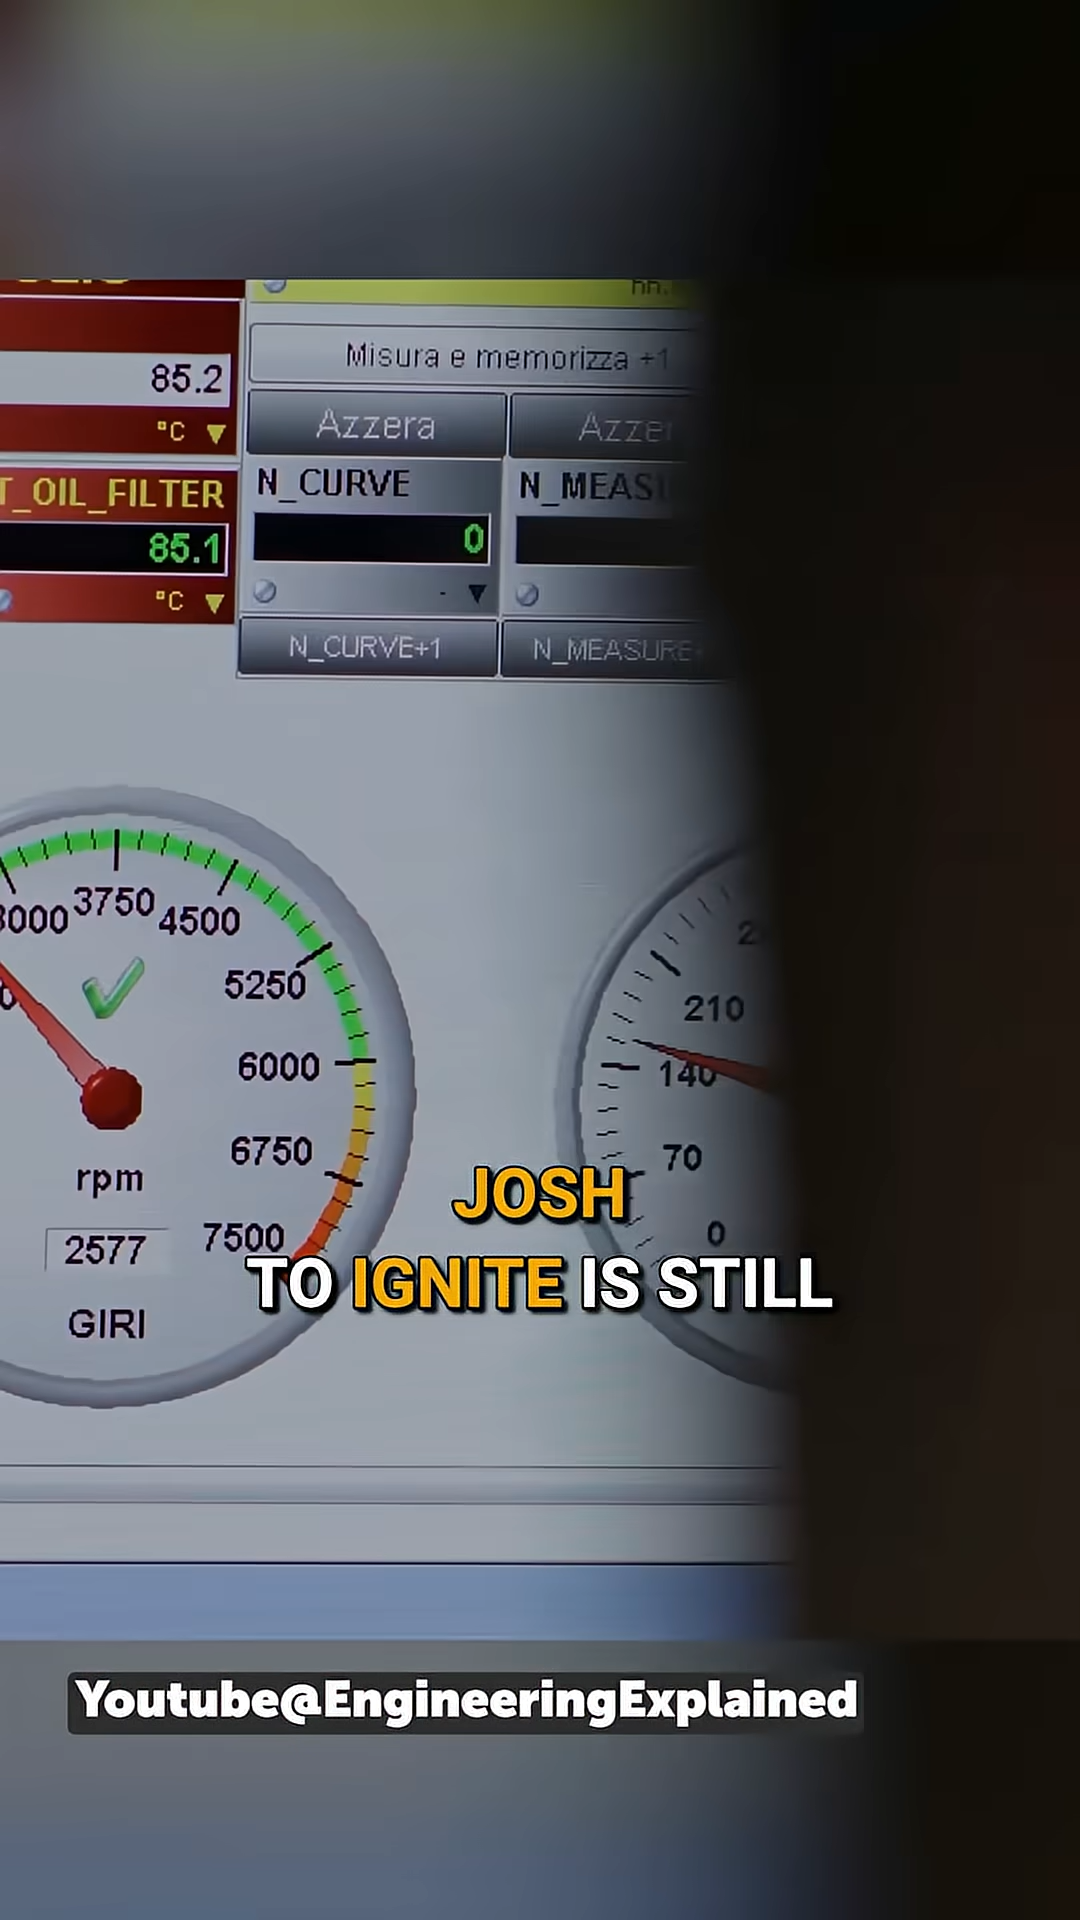 85.2
°C
T_OIL_FILTER
85.1
°C
Misura e memorizza +1
Azzera
N_CURVE
0
N_CURVE+1
3000
3750
4500
5250
6000
6750
7500
rpm
2577
GIRI
210
140
70
0
JOSH
TO IGNITE IS STILL
Youtube@EngineeringExplained